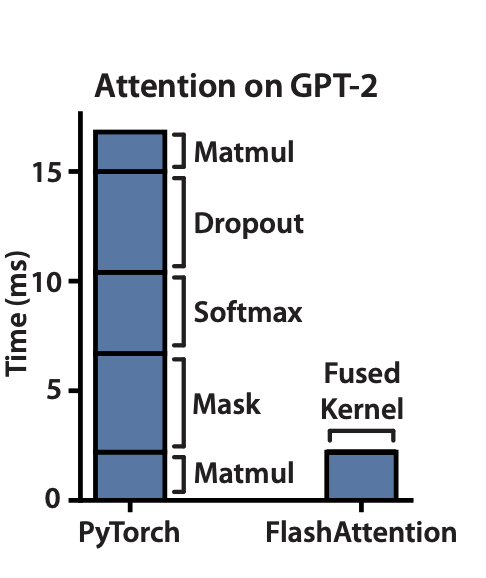 Attention on GPT-2
Time (ms)
15
10
5
0
Matmul
Dropout
Softmax
Mask
Matmul
Fused
Kernel
PyTorch
FlashAttention